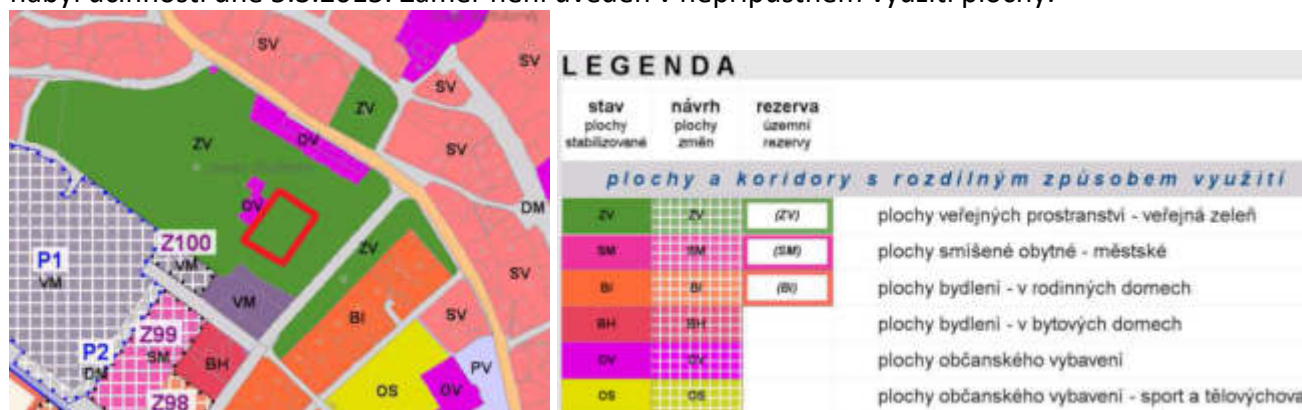 nabyl účinnosti dne 5.3.2015. Záměr není uveden v nepřípustném využití plochy.
SV
SV
SV
ZV
OV
ZV
SV
OV
DM
Z100
VM
ZV
P1
VM
VM
SV
BI
SV
Z99
SM
P2
DM
BH
PV
OS
OV
Z98
LEGENDA
stav
plochy
stabilizované
návrh
plochy
změn
rezerva
územní
rezervy
plochy a koridory s rozdílným způsobem využití
ZV ZV (ZV) plochy veřejných prostranství - veřejná zeleň
SM SM (SM) plochy smíšené obytné - městské
BI BI (BI) plochy bydlení - v rodinných domech
BH BH plochy bydlení - v bytových domech
OV OV plochy občanského vybavení
OS OS plochy občanského vybavení - sport a tělovýchova